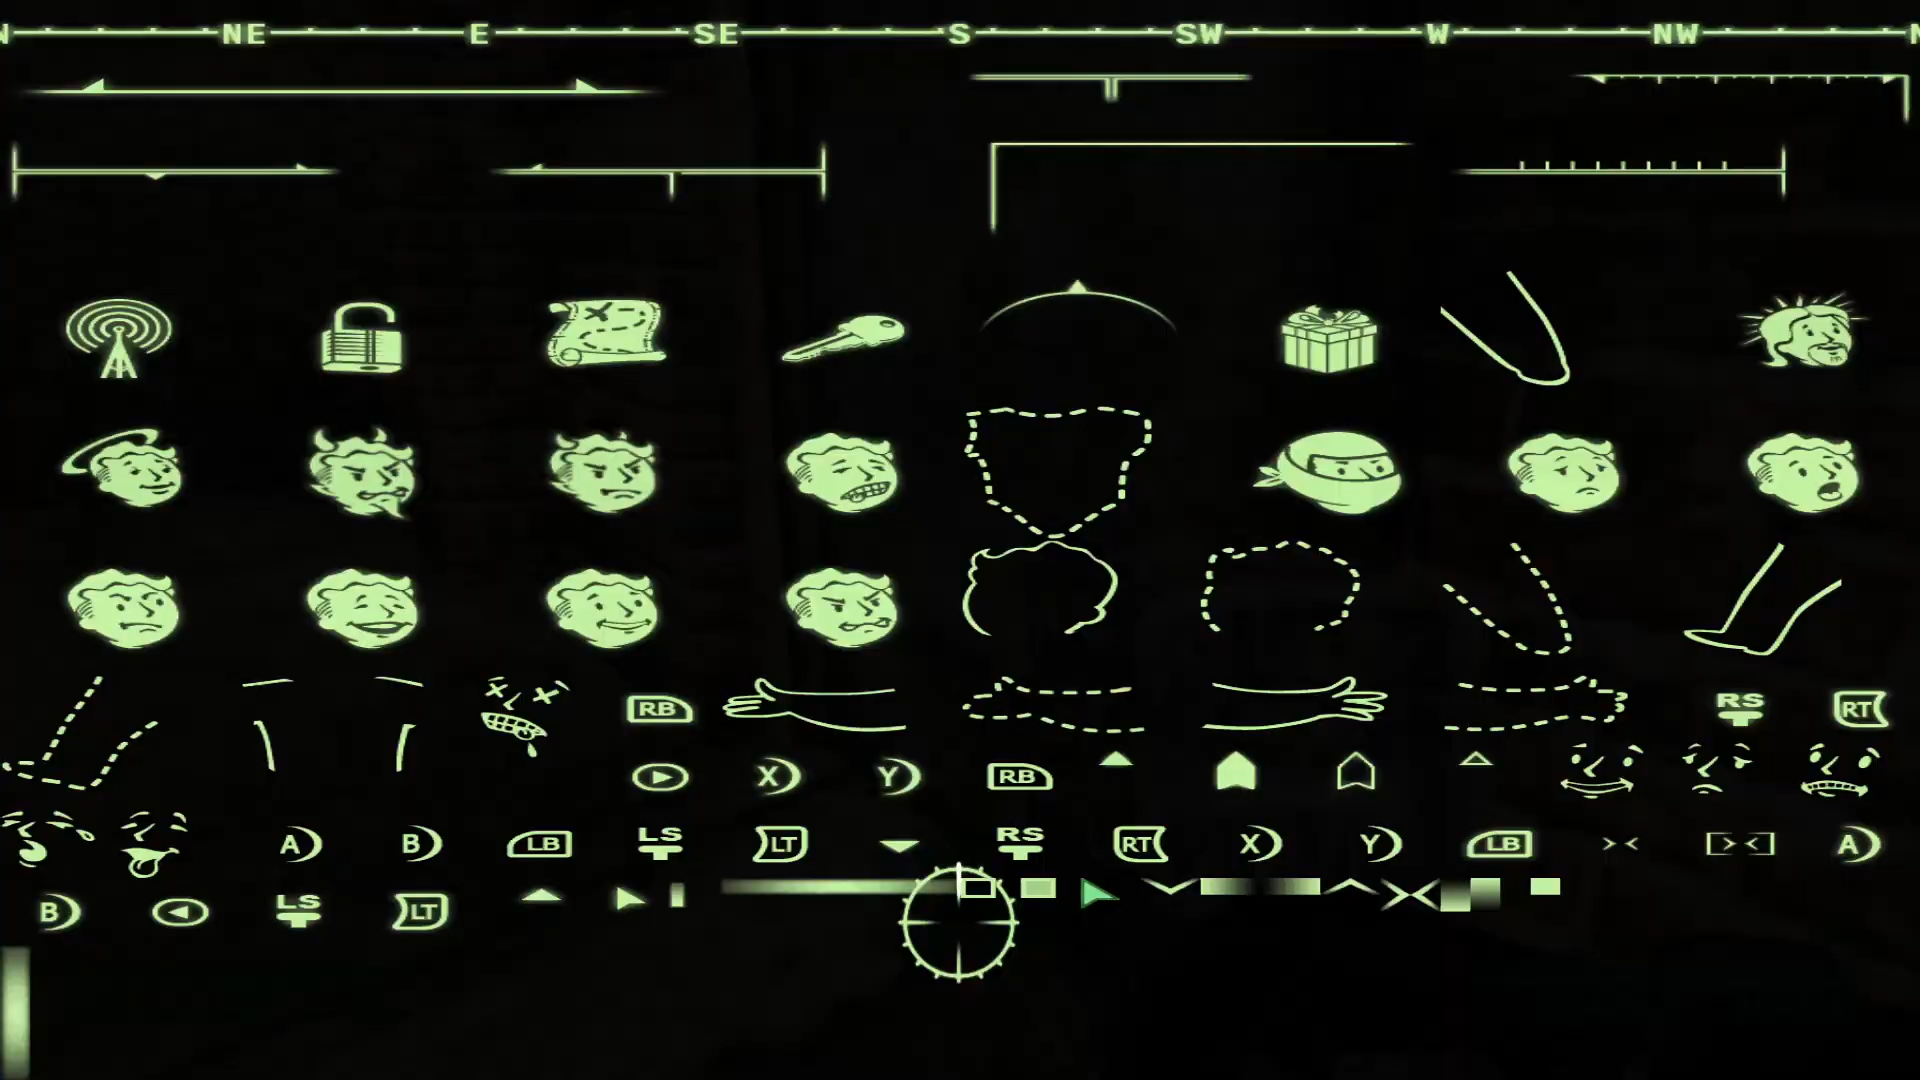 N NE E SE S SW W NW N
RB RS RT
X Y RB
A B LB LS LT RS RT X Y LB >< [><] A
B LS LT